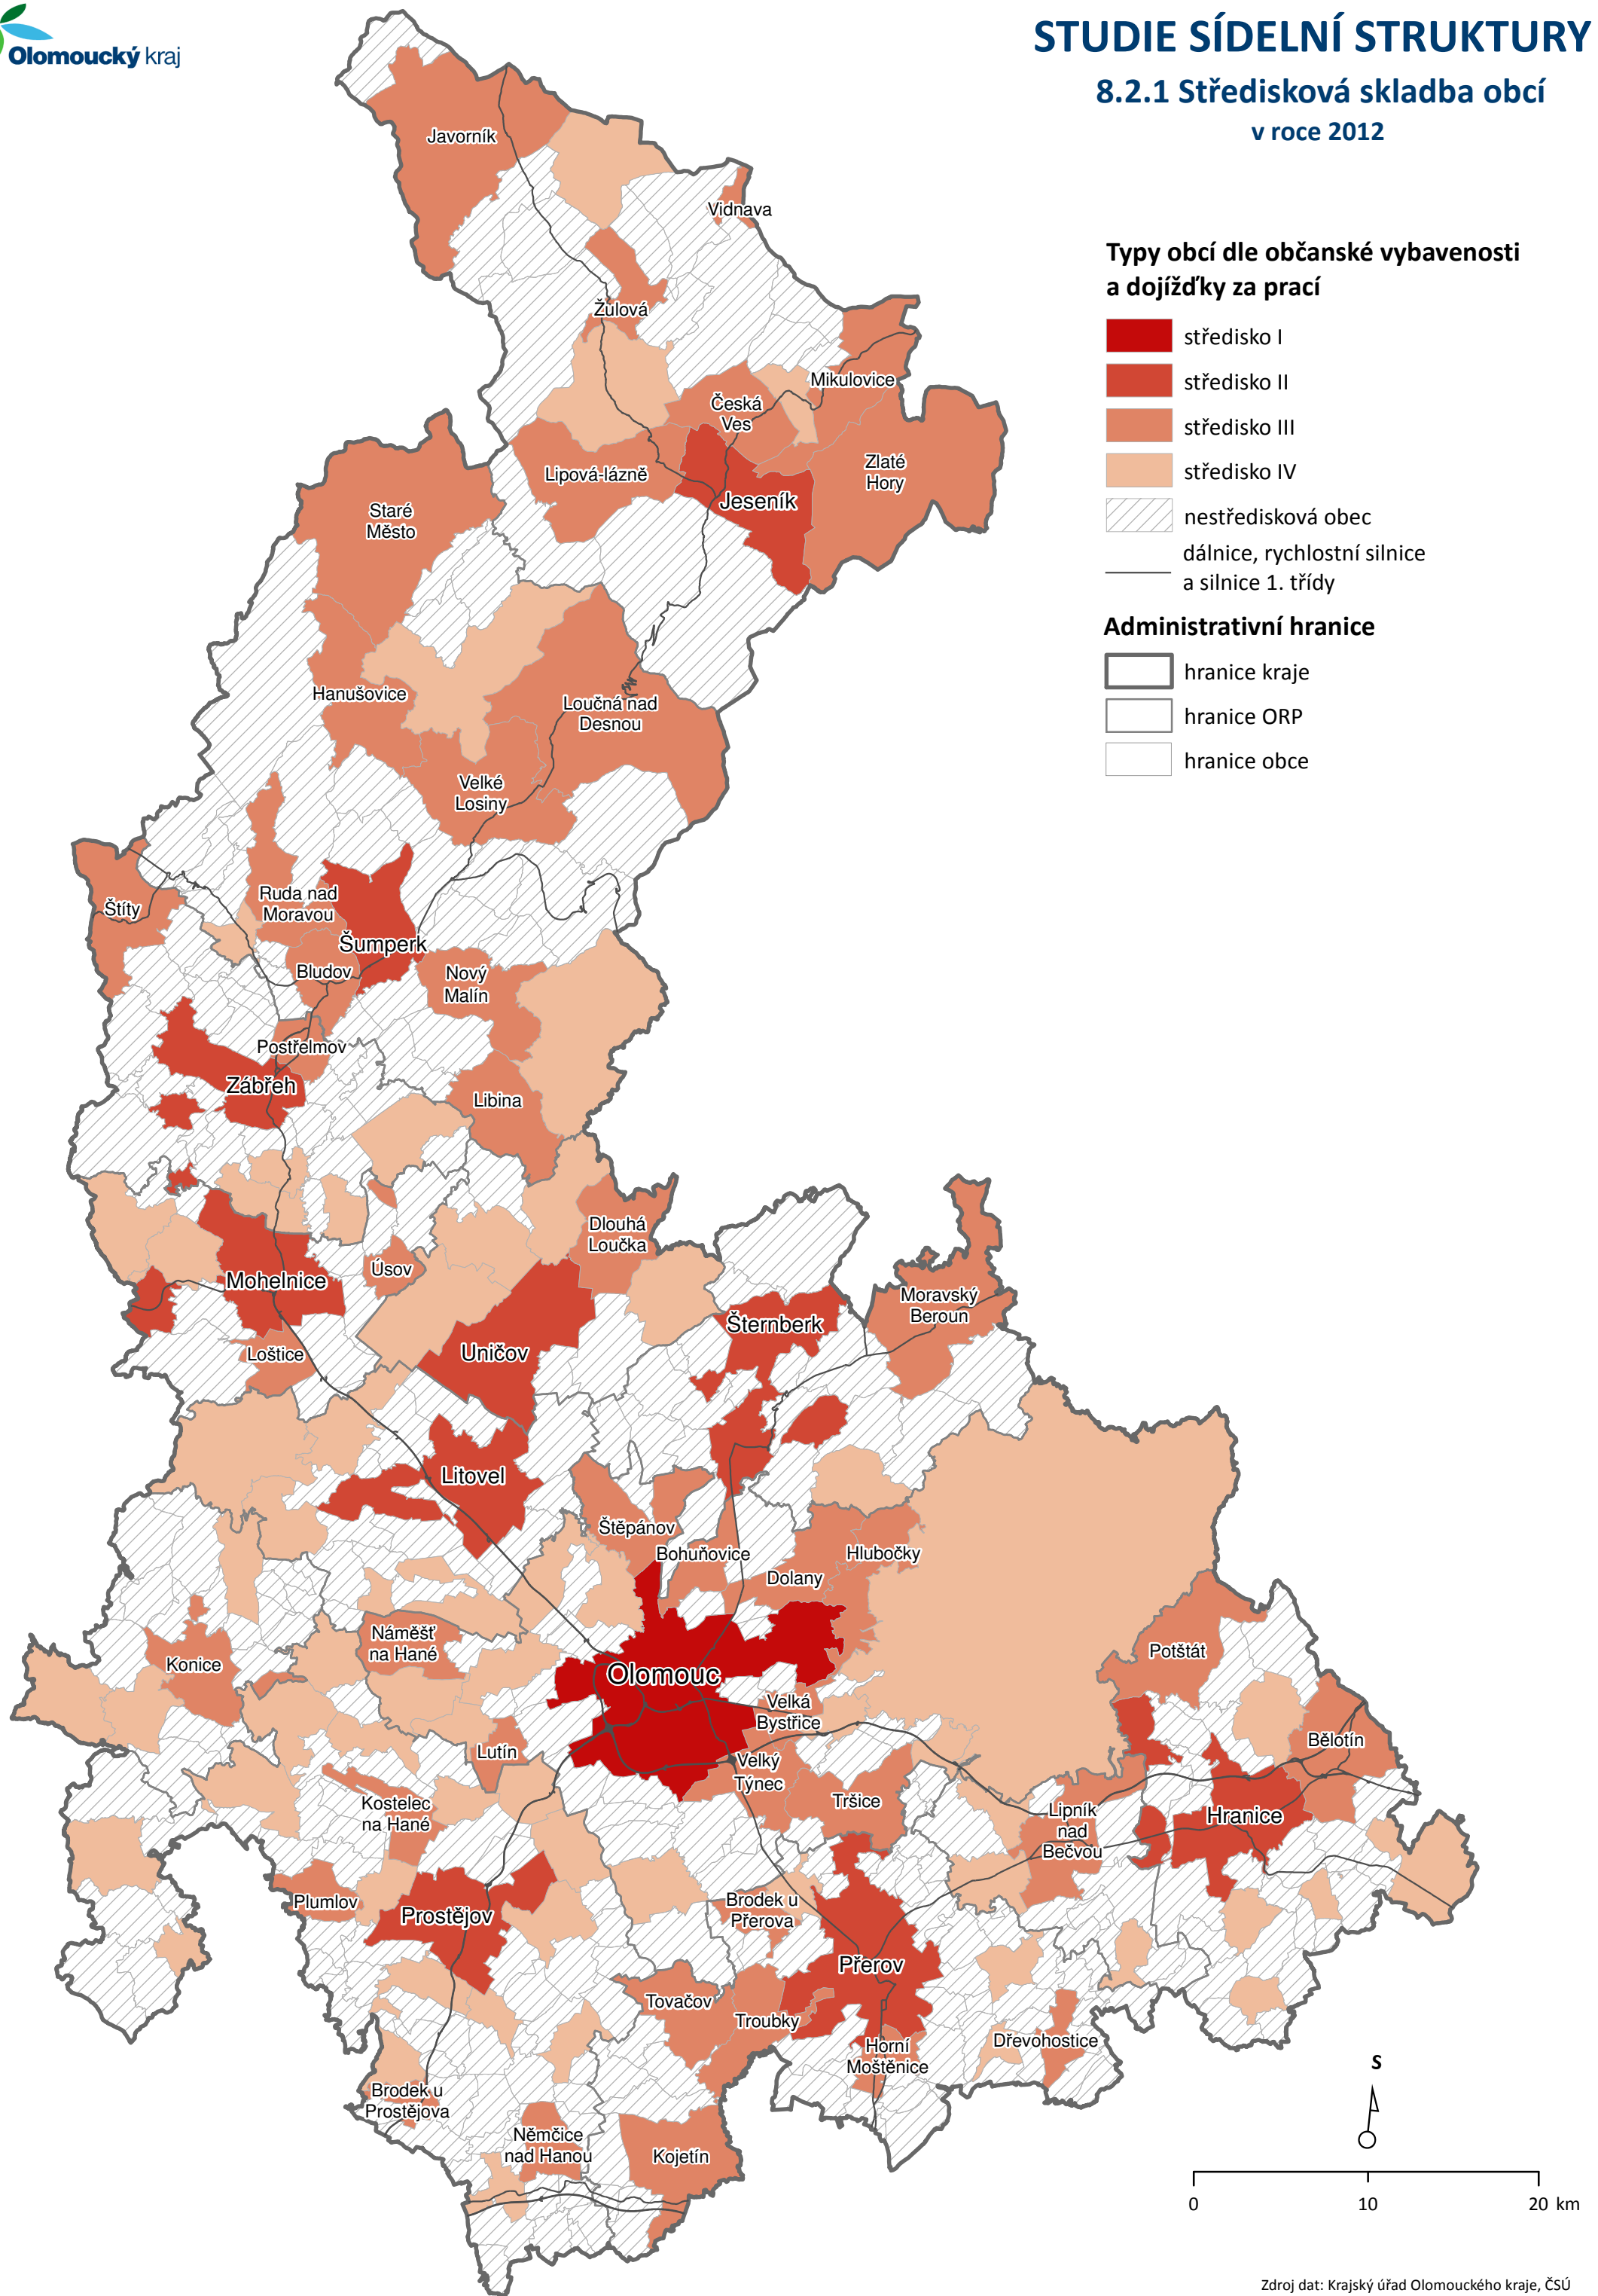 Olomoucký kraj
STUDIE SÍDELNÍ STRUKTURY
8.2.1 Středisková skladba obcí
v roce 2012
Typy obcí dle občanské vybavenosti
a dojížďky za prací
středisko I
středisko II
středisko III
středisko IV
nestředisková obec
dálnice, rychlostní silnice
a silnice 1. třídy
Administrativní hranice
hranice kraje
hranice ORP
hranice obce
Javorník
Vidnava
Žulová
Mikulovice
Česká
Ves
Lipová-lázně
Zlaté
Hory
Jeseník
Staré
Město
Hanušovice
Loučná nad
Desnou
Velké
Losiny
Štíty
Ruda nad
Moravou
Šumperk
Bludov
Nový
Malín
Postřelmov
Zábřeh
Libina
Dlouhá
Loučka
Úsov
Mohelnice
Moravský
Beroun
Šternberk
Loštice
Uničov
Litovel
Štěpánov
Bohuňovice
Hlubočky
Dolany
Náměšť
na Hané
Konice
Potštát
Olomouc
Velká
Bystřice
Bělotín
Lutín
Velký
Týnec
Tršice
Kostelec
na Hané
Lipník
nad
Bečvou
Hranice
Plumlov
Prostějov
Brodek u
Přerova
Přerov
Tovačov
Troubky
Horní
Moštěnice
Dřevohostice
Brodek u
Prostějova
Němčice
nad Hanou
Kojetín
S
0
10
20 km
Zdroj dat: Krajský úřad Olomouckého kraje, ČSÚ